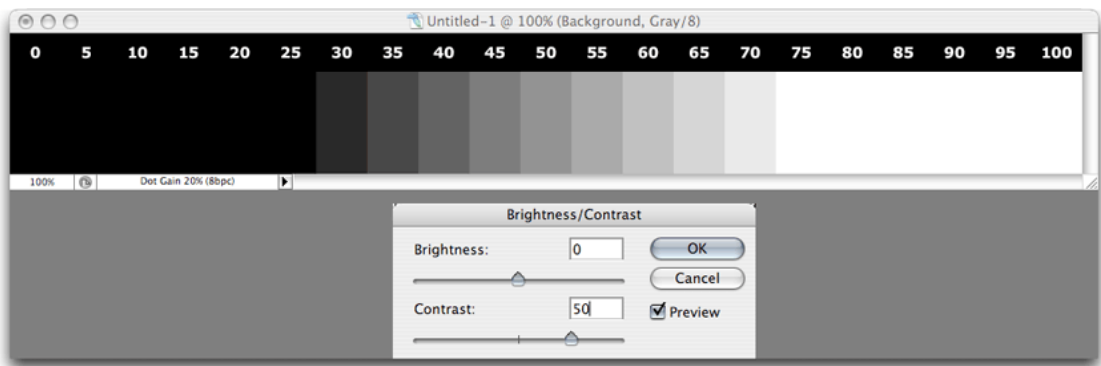 Untitled-1 @ 100% (Background, Gray/8)
0 5 10 15 20 25 30 35 40 45 50 55 60 65 70 75 80 85 90 95 100
100% Dot Gain 20% (8bpc)
Brightness/Contrast
Brightness: 0 OK
Cancel
Contrast: 50 Preview